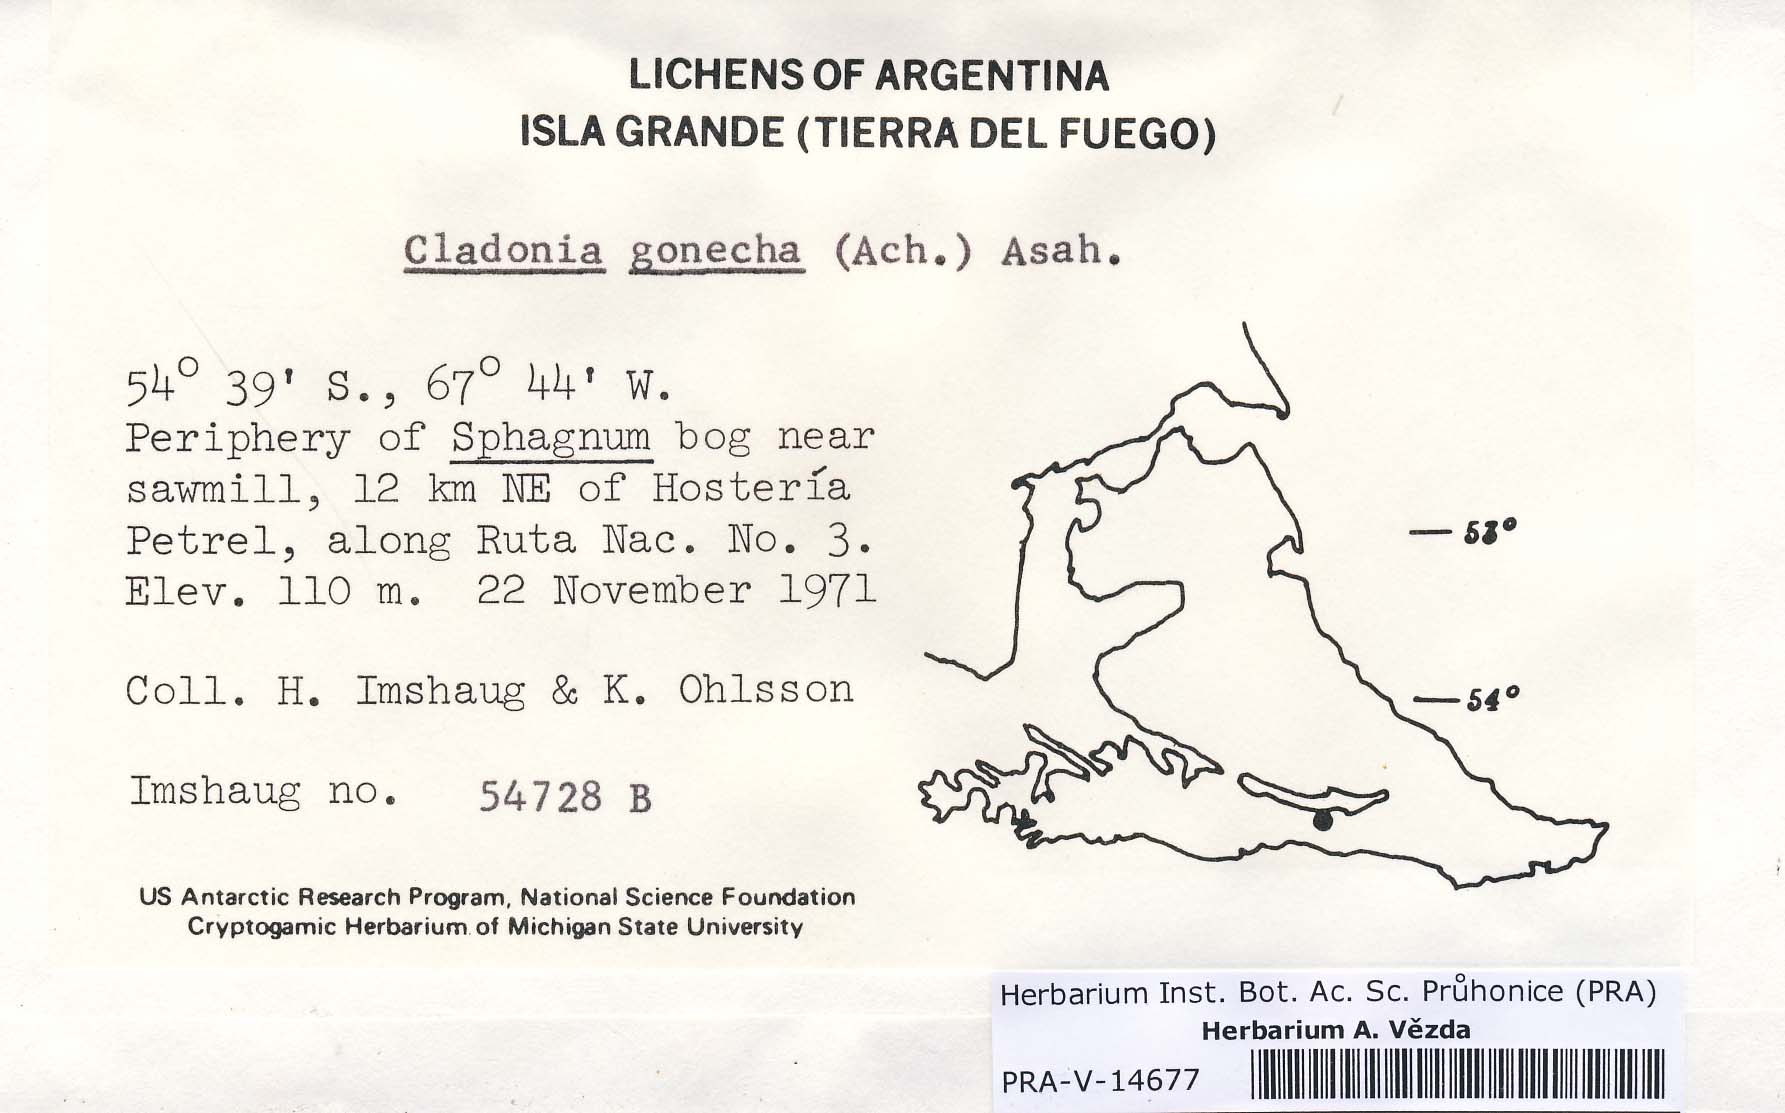 LICHENS OF ARGENTINA
ISLA GRANDE (TIERRA DEL FUEGO)
Cladonia gonecha (Ach.) Asah.
54° 39' S., 67° 44' W.
Periphery of Sphagnum bog near
sawmill, 12 km NE of Hostería
Petrel, along Ruta Nac. No. 3.
Elev. 110 m. 22 November 1971
Coll. H. Imshaug & K. Ohlsson
Imshaug no. 54728 B
US Antarctic Research Program, National Science Foundation
Cryptogamic Herbarium of Michigan State University
53°
54°
Herbarium Inst. Bot. Ac. Sc. Průhonice (PRA)
Herbarium A. Vězda
PRA-V-14677